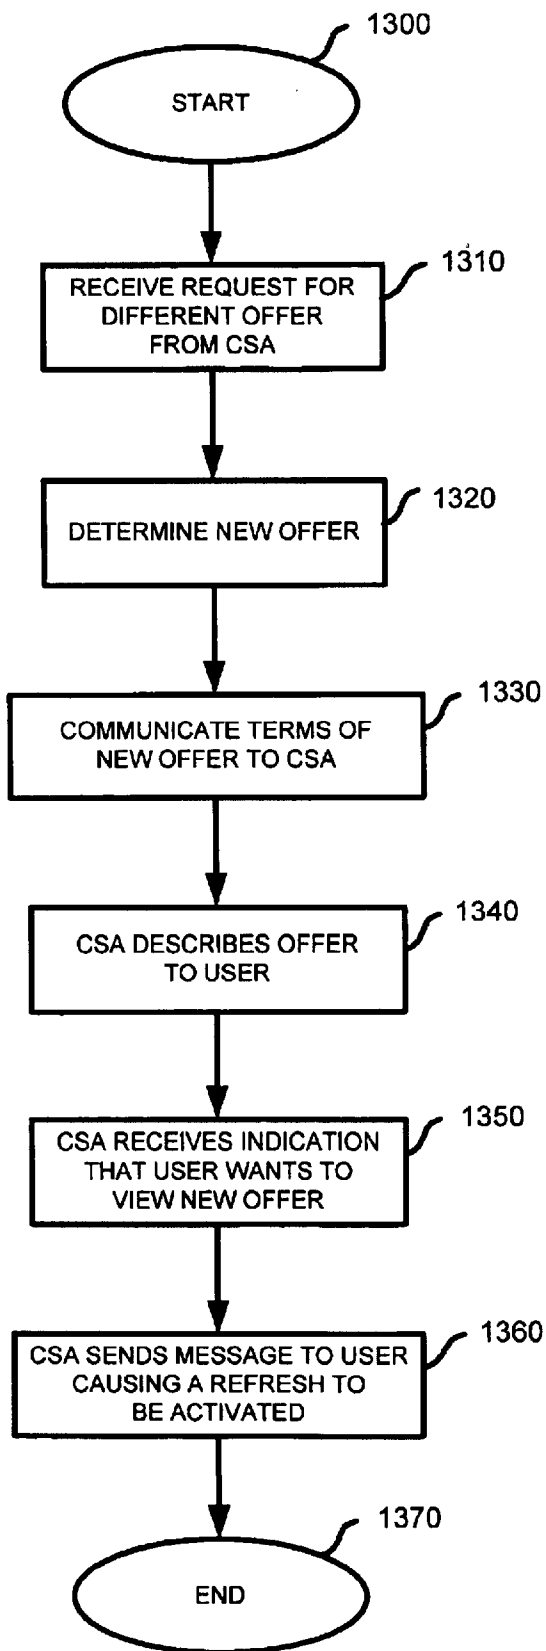 1300
START
1310
RECEIVE REQUEST FOR
DIFFERENT OFFER
FROM CSA
1320
DETERMINE NEW OFFER
1330
COMMUNICATE TERMS OF
NEW OFFER TO CSA
1340
CSA DESCRIBES OFFER
TO USER
1350
CSA RECEIVES INDICATION
THAT USER WANTS TO
VIEW NEW OFFER
1360
CSA SENDS MESSAGE TO USER
CAUSING A REFRESH TO
BE ACTIVATED
1370
END